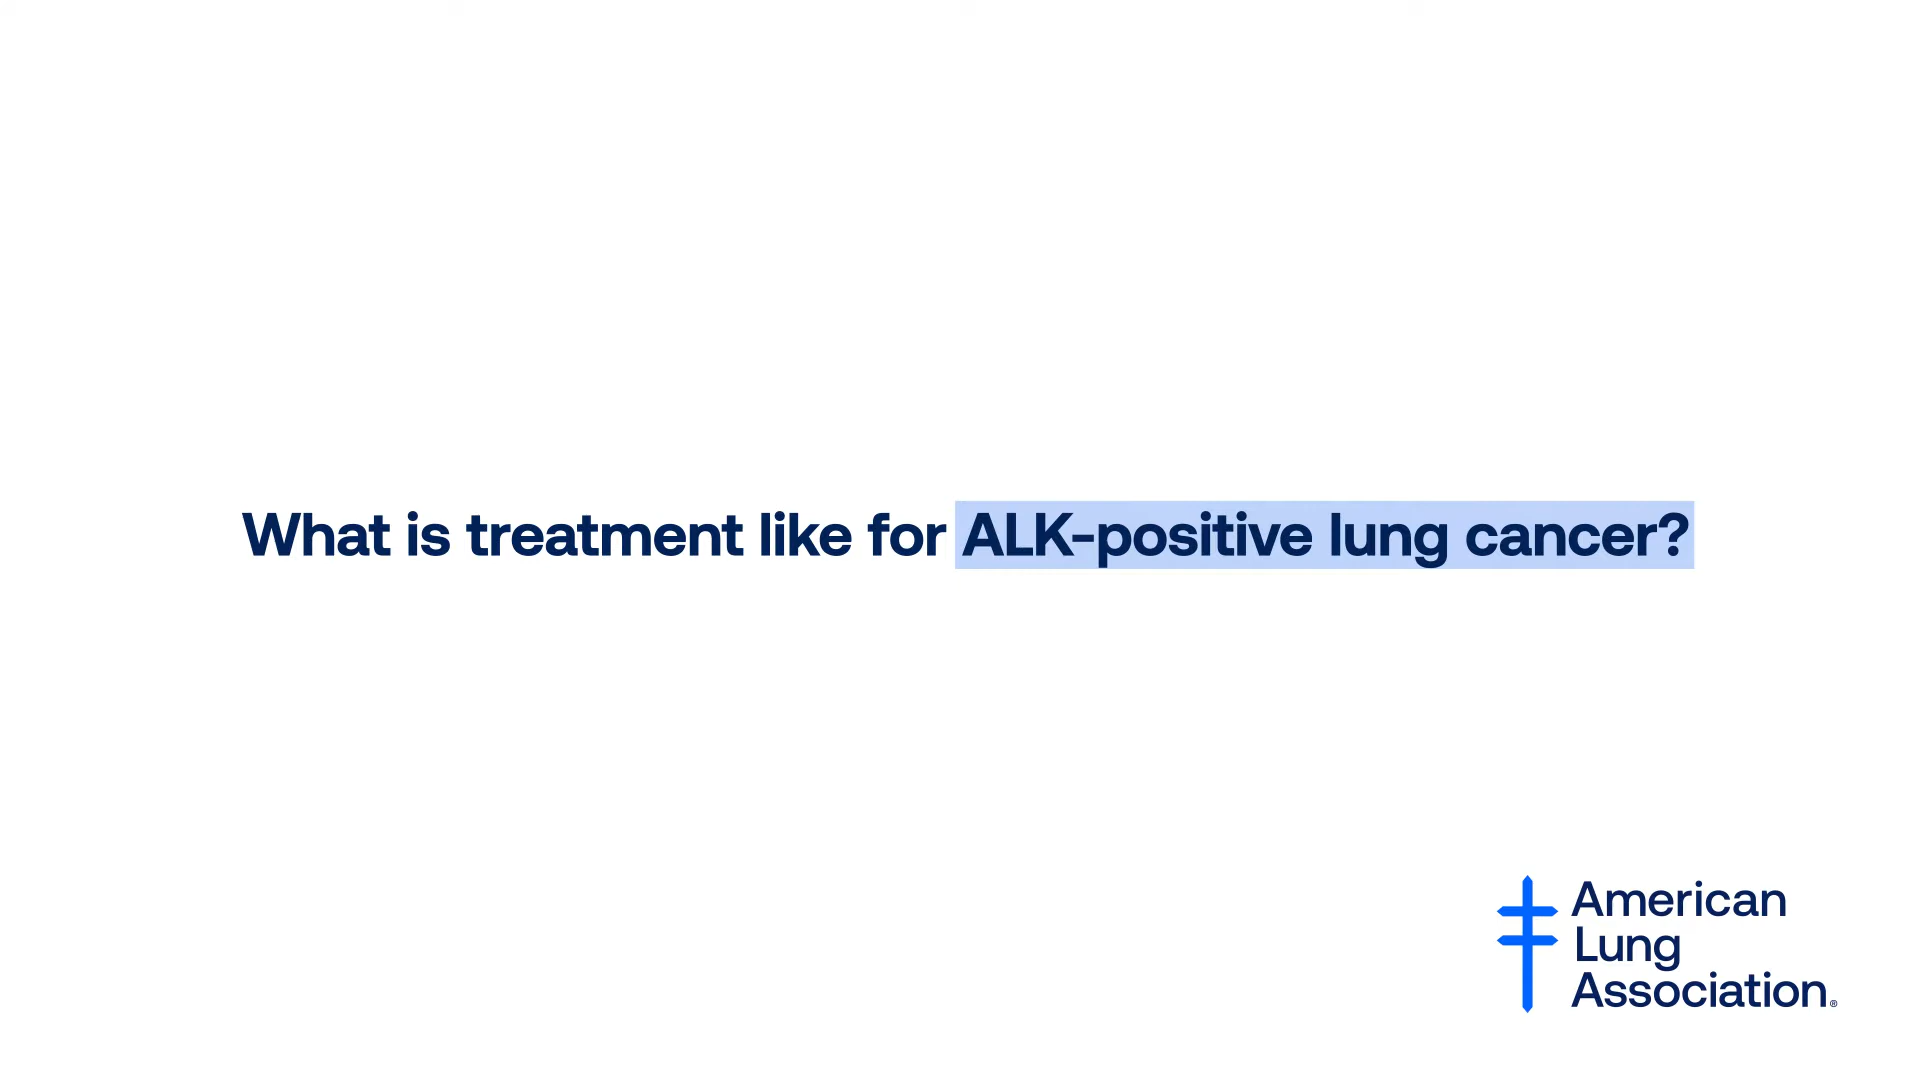 What is treatment like for ALK-positive lung cancer?
American
Lung
Association®